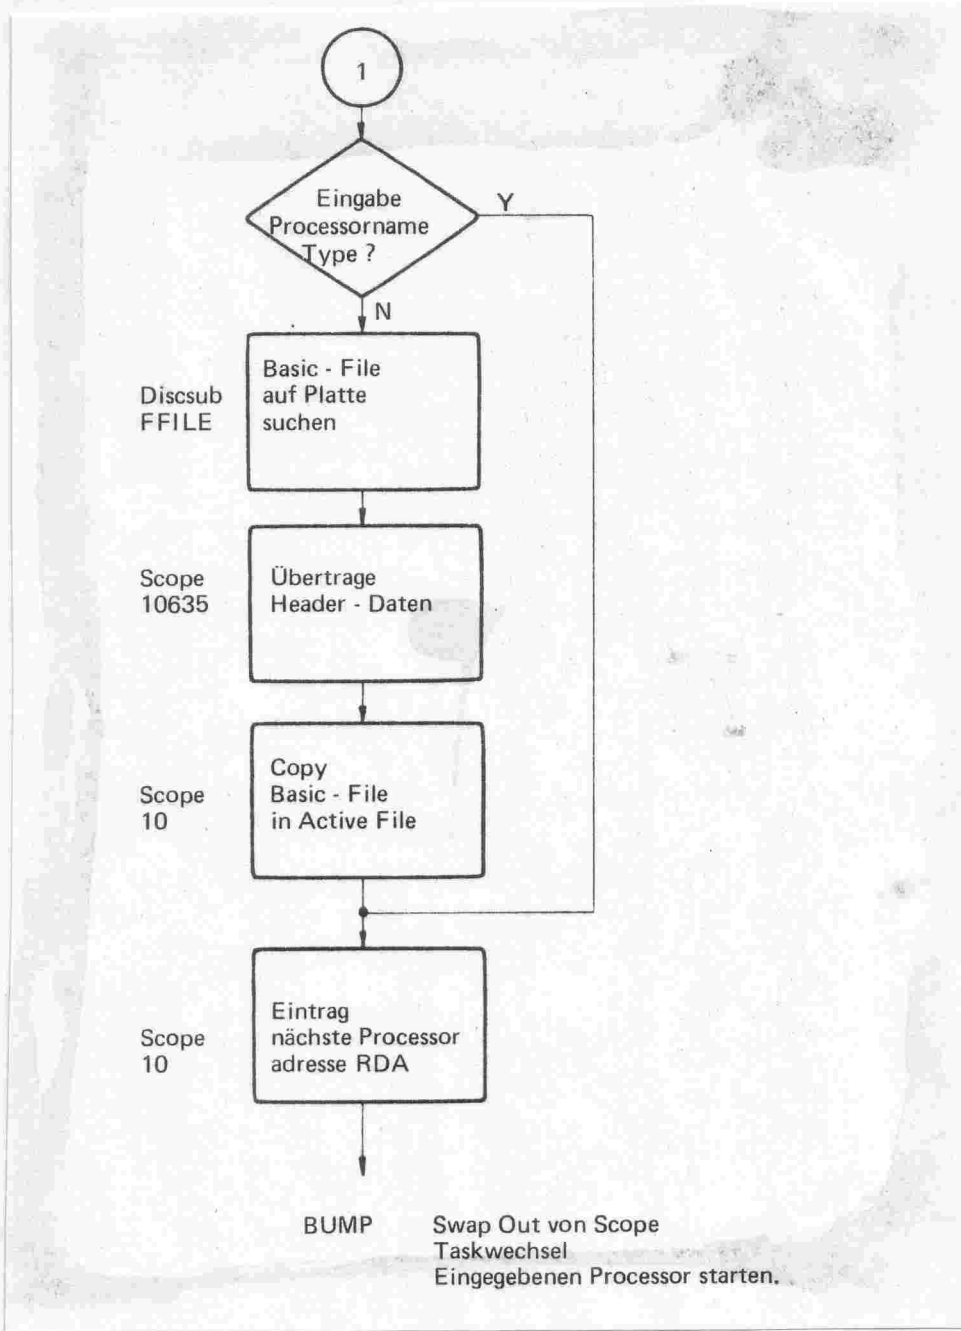 1
Eingabe
Processorname
Type ?
Y
N
Discsub
FFILE
Basic - File
auf Platte
suchen
Scope
10635
Übertrage
Header - Daten
Scope
10
Copy
Basic - File
in Active File
Scope
10
Eintrag
nächste Processor
adresse RDA
BUMP
Swap Out von Scope
Taskwechsel
Eingegebenen Processor starten.